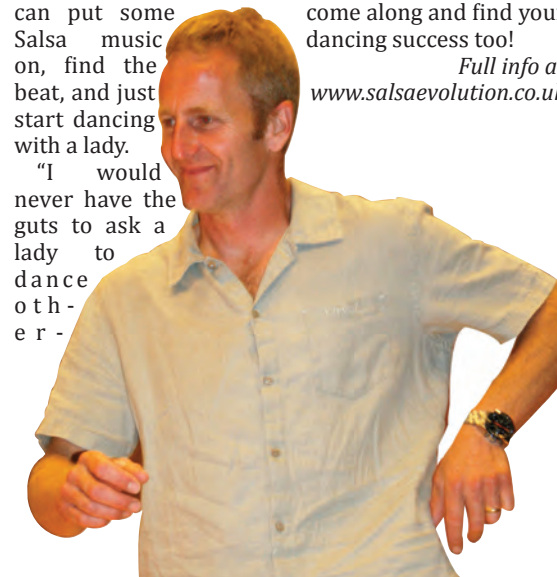 can put some
Salsa music
on, find the
beat, and just
start dancing
with a lady.
“I would
never have the
guts to ask a
lady to
dance
oth-
er-
come along and find your
dancing success too!
Full info a
www.salsaevolution.co.uk